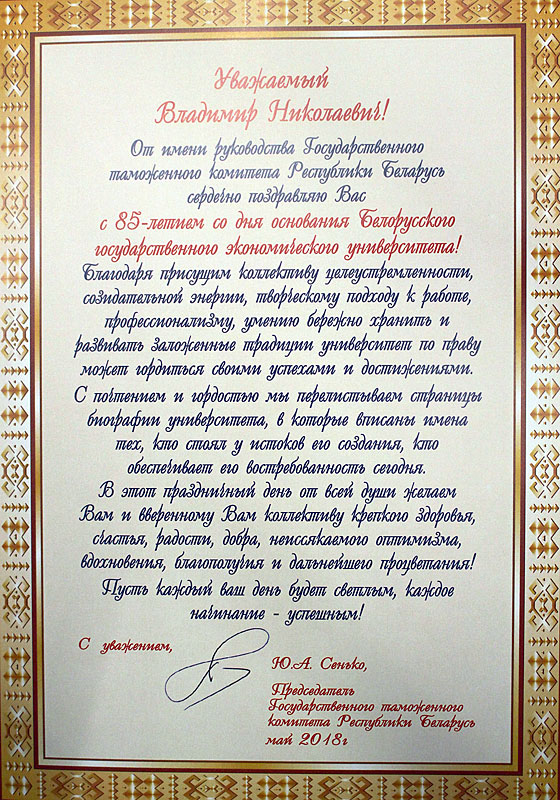 Уважаемый
Владимир Николаевич!
От имени руководства Государственного
таможенного комитета Республики Беларусь
сердечно поздравляю Вас
с 85-летием со дня основания Белорусского
государственного экономического университета!
Благодаря присущим коллективу целеустремленности,
созидательной энергии, творческому подходу к работе,
профессионализму, умению бережно хранить и
развивать заложенные традиции университет по праву
может гордиться своими успехами и достижениями.
С почтением и гордостью мы перелистываем страницы
биографии университета, в которые вписаны имена
тех, кто стоял у истоков его создания, кто
обеспечивает его востребованность сегодня.
В этот праздничный день от всей души желаем
Вам и вверенному Вам коллективу крепкого здоровья,
счастья, радости, добра, неиссякаемого оптимизма,
вдохновения, благополучия и дальнейшего процветания!
Пусть каждый ваш день будет светлым, каждое
начинание - успешным!
С уважением,
Ю.А. Сенько,
Председатель
Государственного таможенного
комитета Республики Беларусь
май 2018г